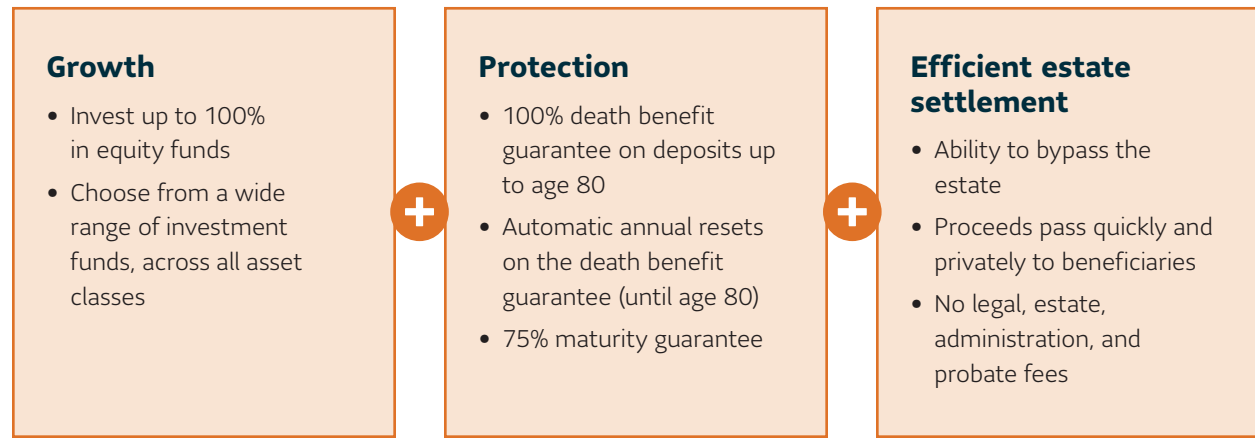 Growth
• Invest up to 100%
in equity funds
• Choose from a wide
range of investment
funds, across all asset
classes
Protection
• 100% death benefit
guarantee on deposits up
to age 80
• Automatic annual resets
on the death benefit
guarantee (until age 80)
• 75% maturity guarantee
Efficient estate
settlement
• Ability to bypass the
estate
• Proceeds pass quickly and
privately to beneficiaries
• No legal, estate,
administration, and
probate fees